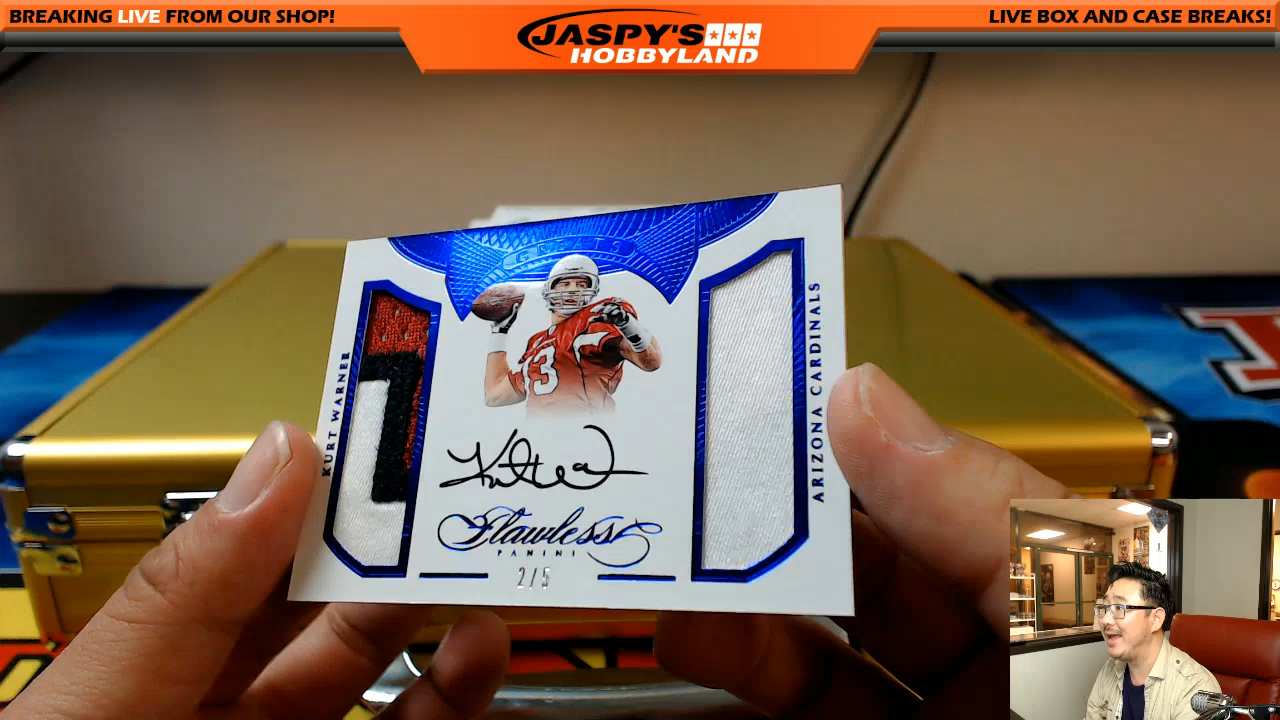 BREAKING LIVE FROM OUR SHOP!
JASPY'S
HOBBYLAND
LIVE BOX AND CASE BREAKS!
GREATS
KURT WARNER
ARIZONA CARDINALS
13
Flawless
PANINI
2/5